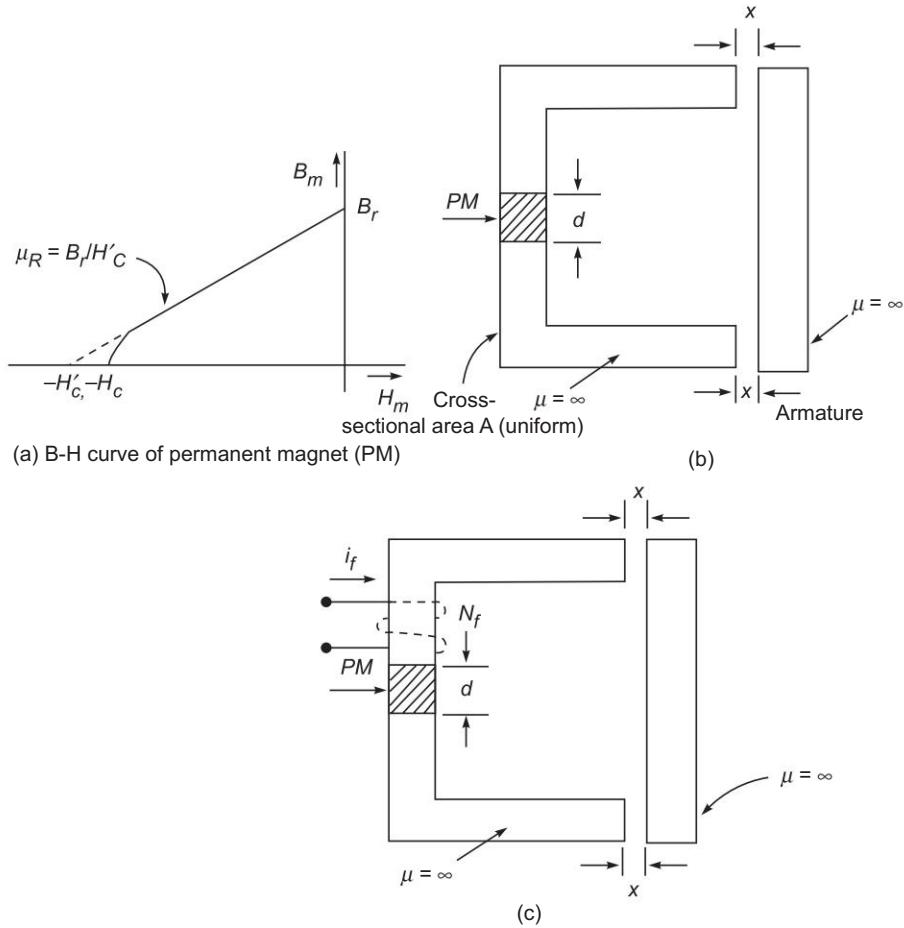 x
B_m
B_r
μ_R = B_r/H'_C
PM
d
μ = ∞
–H'_c, –H_c
H_m
Cross-
sectional area A (uniform)
μ = ∞
x
Armature
(a) B-H curve of permanent magnet (PM)
(b)
x
i_f
N_f
PM
d
μ = ∞
μ = ∞
x
(c)